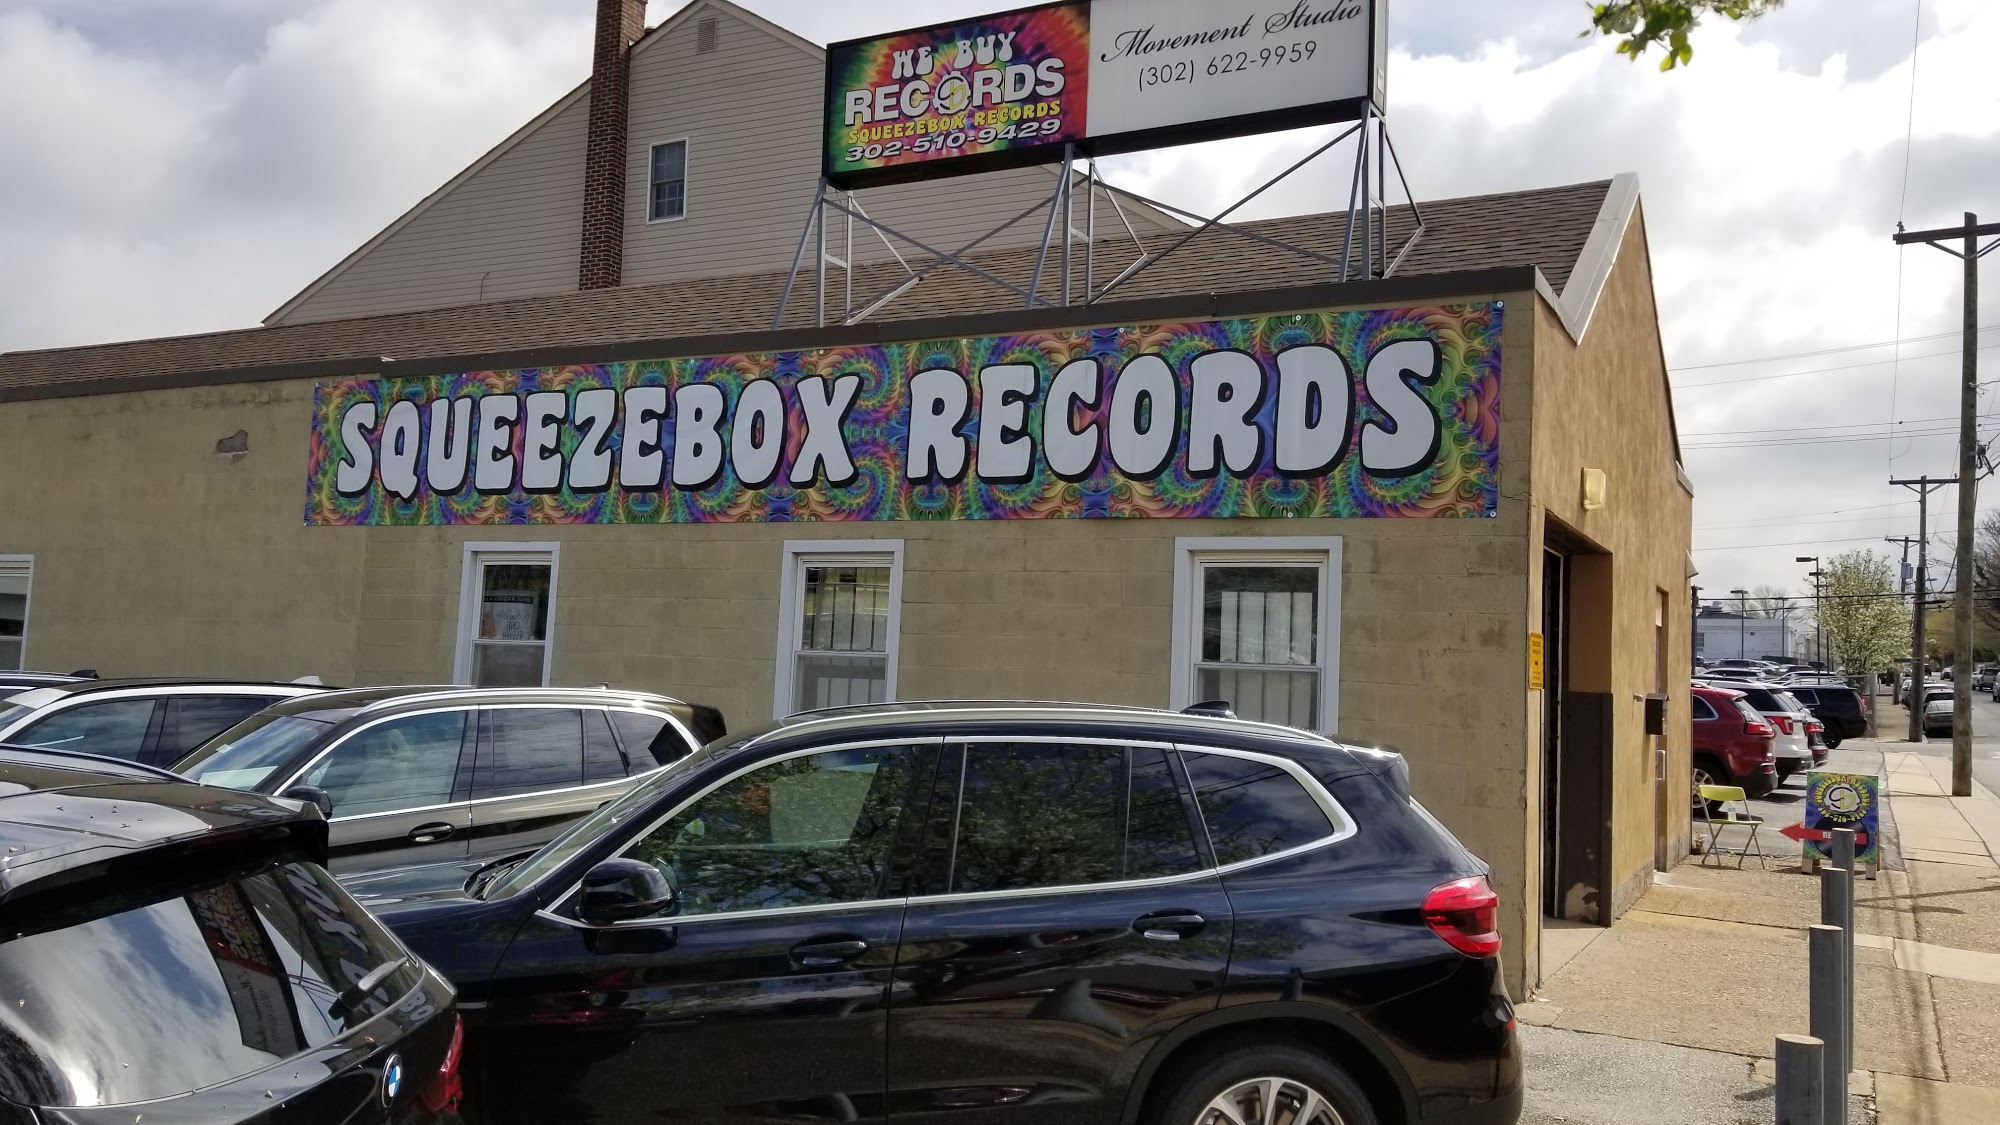 WE BUY
RECORDS
SQUEEZEBOX RECORDS
302-510-9429
Movement Studio
(302) 622-9959
SQUEEZEBOX RECORDS